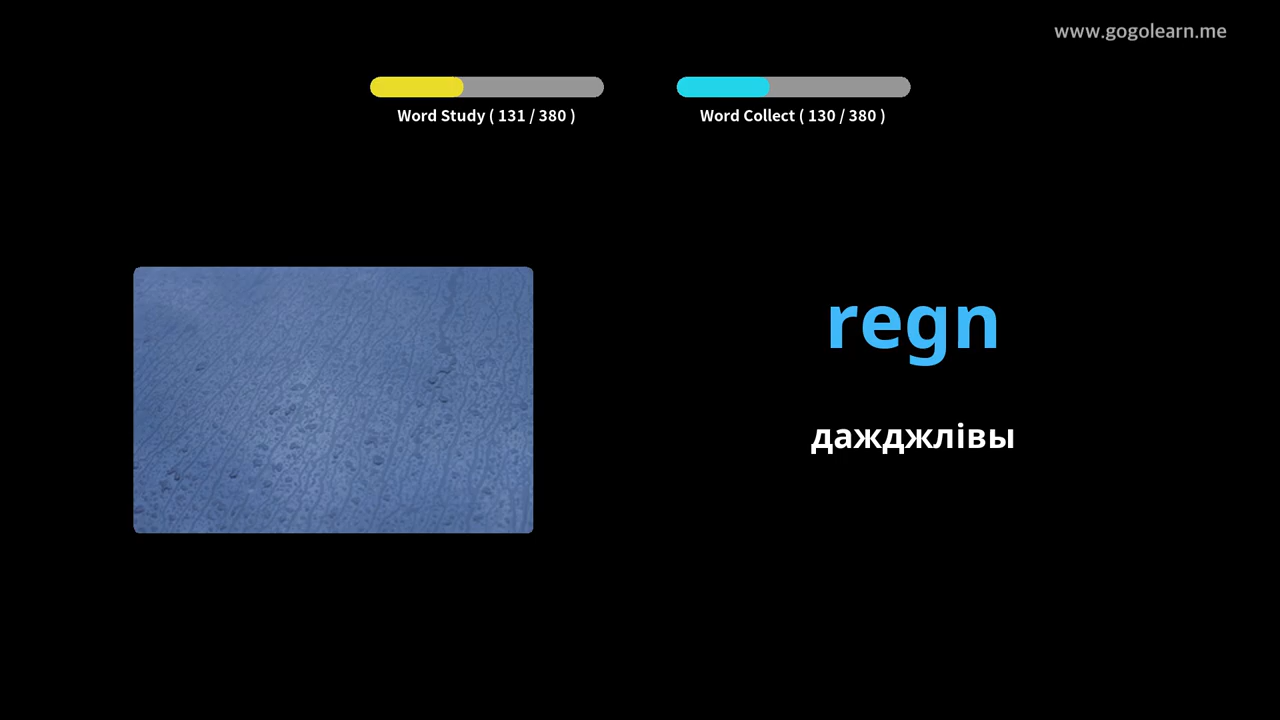 www.gogolearn.me
Word Study ( 131 / 380 )
Word Collect ( 130 / 380 )
regn
дажджлівы